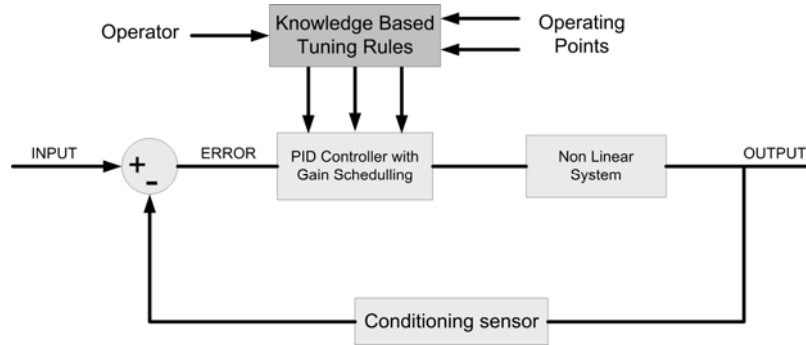 Knowledge Based
Tuning Rules
Operator
Operating
Points
INPUT
+
-
ERROR
PID Controller with
Gain Schedulling
Non Linear
System
OUTPUT
Conditioning sensor